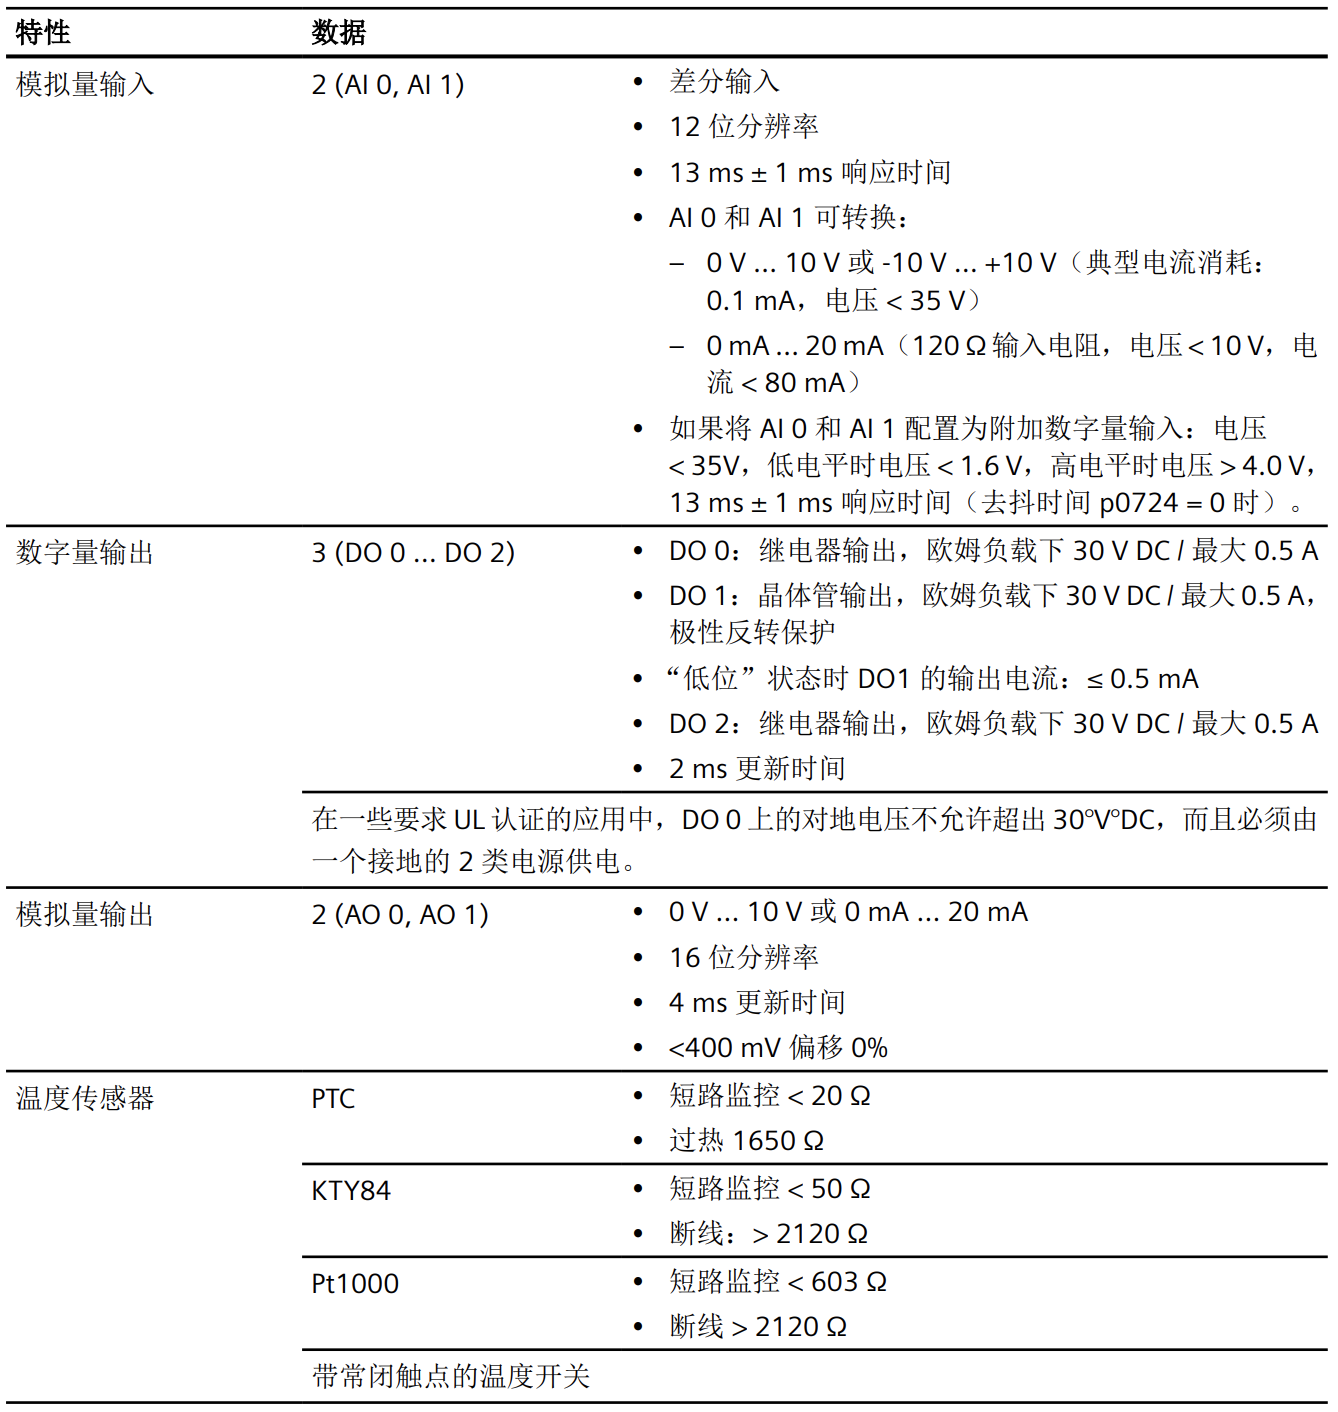 特性 数据
模拟量输入 2 (AI 0, AI 1) • 差分输入
• 12 位分辨率
• 13 ms ± 1 ms 响应时间
• AI 0 和 AI 1 可转换：
– 0 V … 10 V 或 -10 V … +10 V（典型电流消耗：
0.1 mA，电压 < 35 V）
– 0 mA … 20 mA（120 Ω 输入电阻，电压 < 10 V，电
流 < 80 mA）
• 如果将 AI 0 和 AI 1 配置为附加数字量输入：电压
< 35V，低电平时电压 < 1.6 V，高电平时电压 > 4.0 V，
13 ms ± 1 ms 响应时间（去抖时间 p0724 = 0 时）。
数字量输出 3 (DO 0 … DO 2) • DO 0：继电器输出，欧姆负载下 30 V DC / 最大 0.5 A
• DO 1：晶体管输出，欧姆负载下 30 V DC / 最大 0.5 A，
极性反转保护
• “低位”状态时 DO1 的输出电流：≤ 0.5 mA
• DO 2：继电器输出，欧姆负载下 30 V DC / 最大 0.5 A
• 2 ms 更新时间
在一些要求 UL 认证的应用中，DO 0 上的对地电压不允许超出 30°V°DC，而且必须由
一个接地的 2 类电源供电。
模拟量输出 2 (AO 0, AO 1) • 0 V … 10 V 或 0 mA … 20 mA
• 16 位分辨率
• 4 ms 更新时间
• <400 mV 偏移 0%
温度传感器 PTC • 短路监控 < 20 Ω
• 过热 1650 Ω
KTY84 • 短路监控 < 50 Ω
• 断线：> 2120 Ω
Pt1000 • 短路监控 < 603 Ω
• 断线 > 2120 Ω
带常闭触点的温度开关